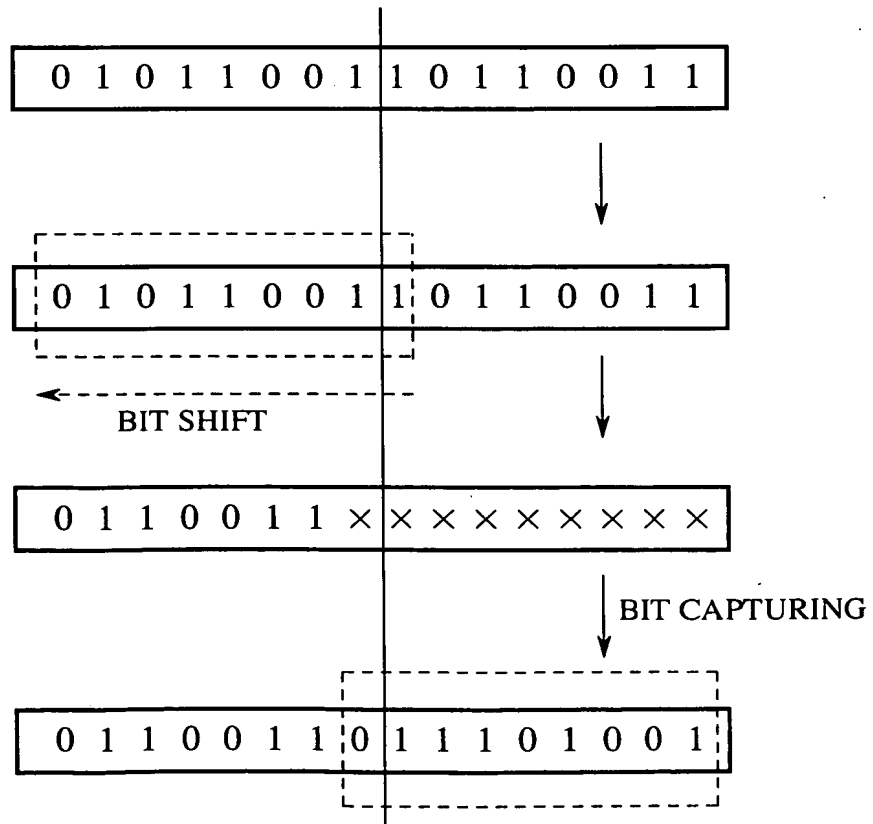 0 1 0 1 1 0 0 1 1 0 1 1 0 0 1 1
0 1 0 1 1 0 0 1 1 0 1 1 0 0 1 1
BIT SHIFT
0 1 1 0 0 1 1 × × × × × × × × ×
BIT CAPTURING
0 1 1 0 0 1 1 0 1 1 1 0 1 0 0 1